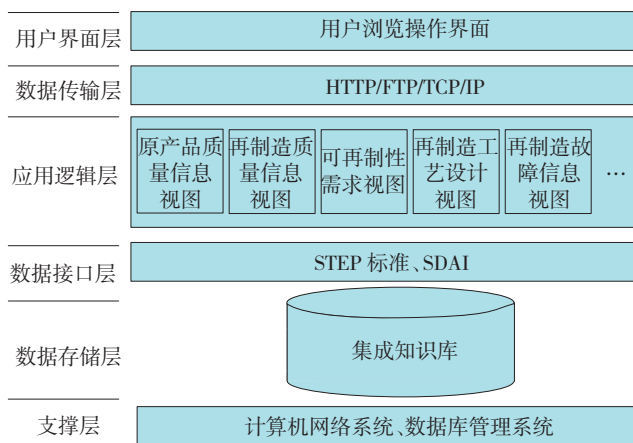 用户界面层
用户浏览操作界面
数据传输层
HTTP/FTP/TCP/IP
应用逻辑层
原产品质
量信息
视图
再制造质
量信息
视图
可再制性
需求视图
再制造工
艺设计
视图
再制造故
障信息
视图
…
数据接口层
STEP 标准、SDAI
数据存储层
集成知识库
支撑层
计算机网络系统、数据库管理系统